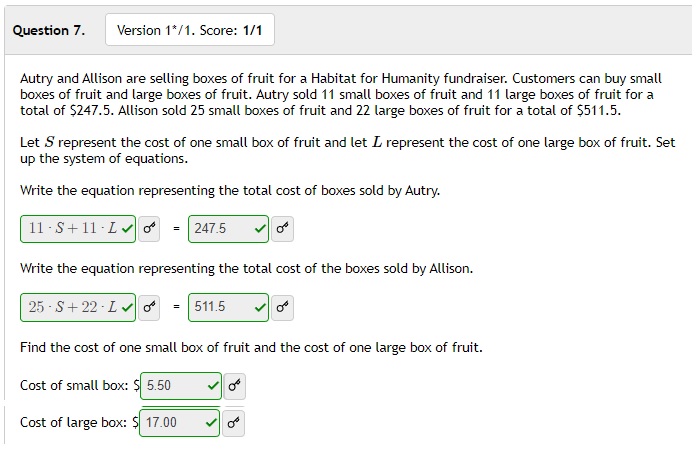 Question 7. Version 1*/1. Score: 1/1
Autry and Allison are selling boxes of fruit for a Habitat for Humanity fundraiser. Customers can buy small
boxes of fruit and large boxes of fruit. Autry sold 11 small boxes of fruit and 11 large boxes of fruit for a
total of $247.5. Allison sold 25 small boxes of fruit and 22 large boxes of fruit for a total of $511.5.
Let S represent the cost of one small box of fruit and let L represent the cost of one large box of fruit. Set
up the system of equations.
Write the equation representing the total cost of boxes sold by Autry.
11 · S + 11 · L = 247.5
Write the equation representing the total cost of the boxes sold by Allison.
25 · S + 22 · L = 511.5
Find the cost of one small box of fruit and the cost of one large box of fruit.
Cost of small box: $ 5.50
Cost of large box: $ 17.00